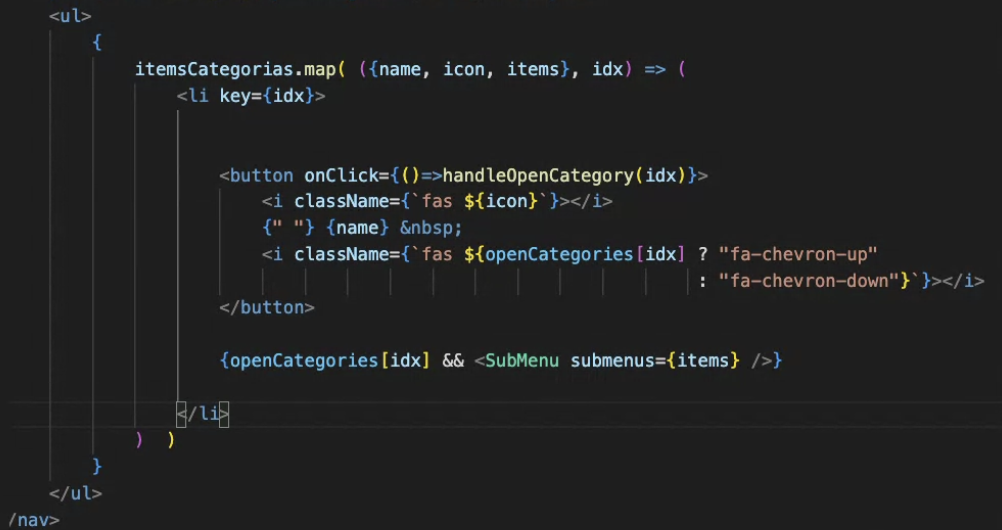 <ul>
{
itemsCategorias.map( ({name, icon, items}, idx) => (
<li key={idx}>
<button onClick={()=>handleOpenCategory(idx)}>
<i className={`fas ${icon}`}></i>
{" "} {name} &nbsp;
<i className={`fas ${openCategories[idx] ? "fa-chevron-up"
: "fa-chevron-down"}`}></i>
</button>
{openCategories[idx] && <SubMenu submenus={items} />}
</li>
) )
}
</ul>
/nav>